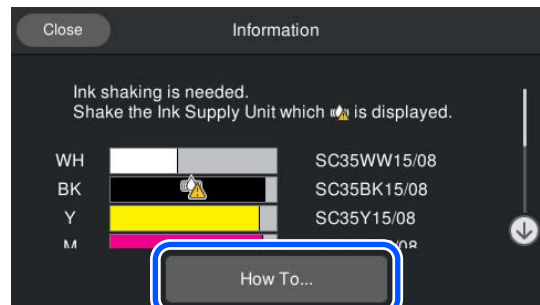 Close
Information
Ink shaking is needed.
Shake the Ink Supply Unit which is displayed.
WH SC35WW15/08
BK SC35BK15/08
Y SC35Y15/08
M
How To...